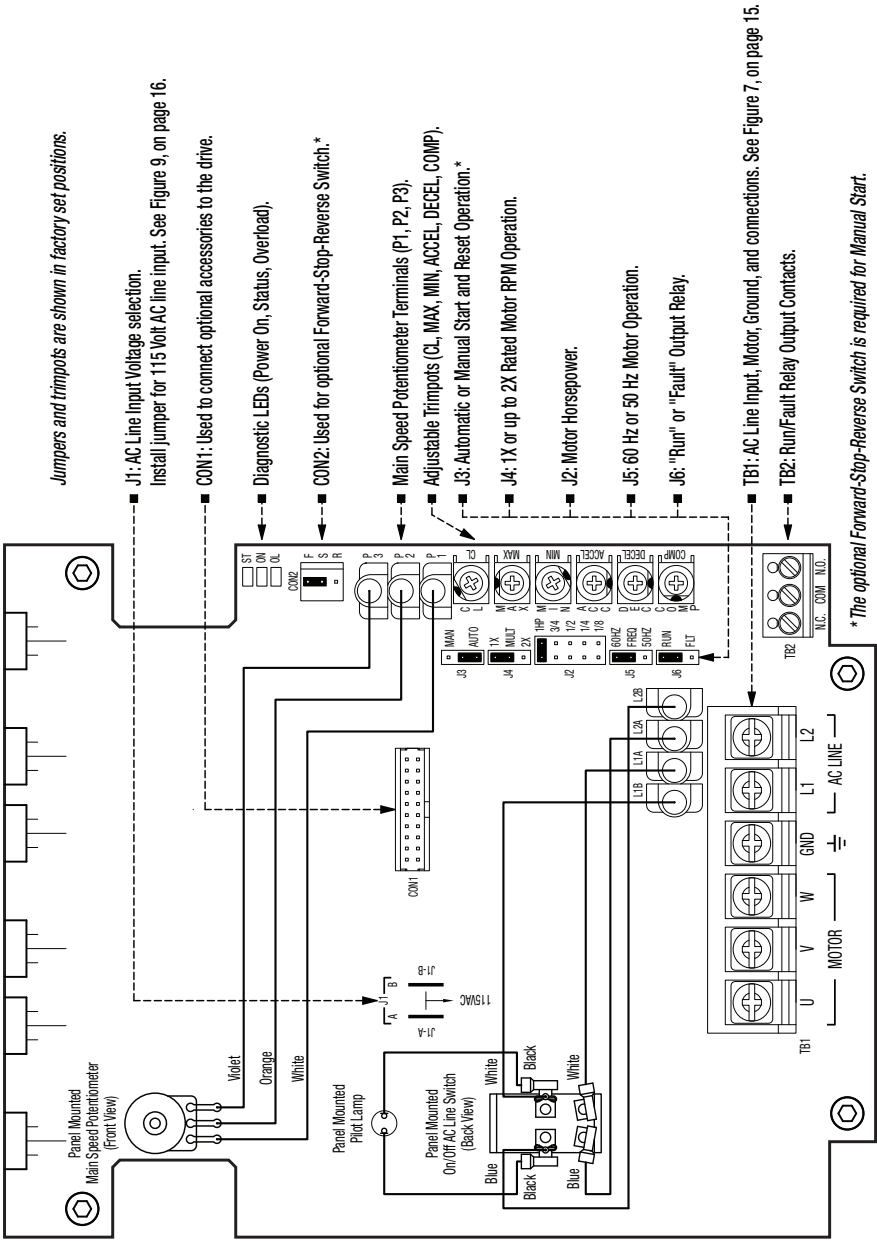 Jumpers and trimpots are shown in factory set positions.
J1: AC Line Input Voltage selection.
Install jumper for 115 Volt AC line input. See Figure 9, on page 16.
CON1: Used to connect optional accessories to the drive.
Diagnostic LEDs (Power On, Status, Overload).
CON2: Used for optional Forward-Stop-Reverse Switch.*
Main Speed Potentiometer Terminals (P1, P2, P3).
Adjustable Trimpots (CL, MAX, MIN, ACCEL, DECEL, COMP).
J3: Automatic or Manual Start and Reset Operation.*
J4: 1X or up to 2X Rated Motor RPM Operation.
J2: Motor Horsepower.
J5: 60 Hz or 50 Hz Motor Operation.
J6: "Run" or "Fault" Output Relay.
TB1: AC Line Input, Motor, Ground, and connections. See Figure 7, on page 15.
TB2: Run/Fault Relay Output Contacts.
* The optional Forward-Stop-Reverse Switch is required for Manual Start.
Panel Mounted
Main Speed Potentiometer
(Front View)
Violet
Orange
White
Panel Mounted
Pilot Lamp
Panel Mounted
On/Off AC Line Switch
(Back View)
Blue
White
Black
Black
Blue
White
J1
A
B
J1-A
J1-B
115VAC
CON1
ST
ON
OL
CON2
F
S
R
P3
P2
P1
CL
CL
MAX
MAX
MIN
MIN
ACC
ACCEL
DEC
DECEL
COMP
COMP
MAN
AUTO
J3
1X
MULT
2X
J4
1HP
3/4
1/2
1/4
1/8
J2
60HZ
FREQ
50HZ
J5
RUN
FLT
J6
L1B
L1A
L2A
L2B
TB1
U
V
W
GND
L1
L2
MOTOR
AC LINE
TB2
N.C.
COM
N.O.